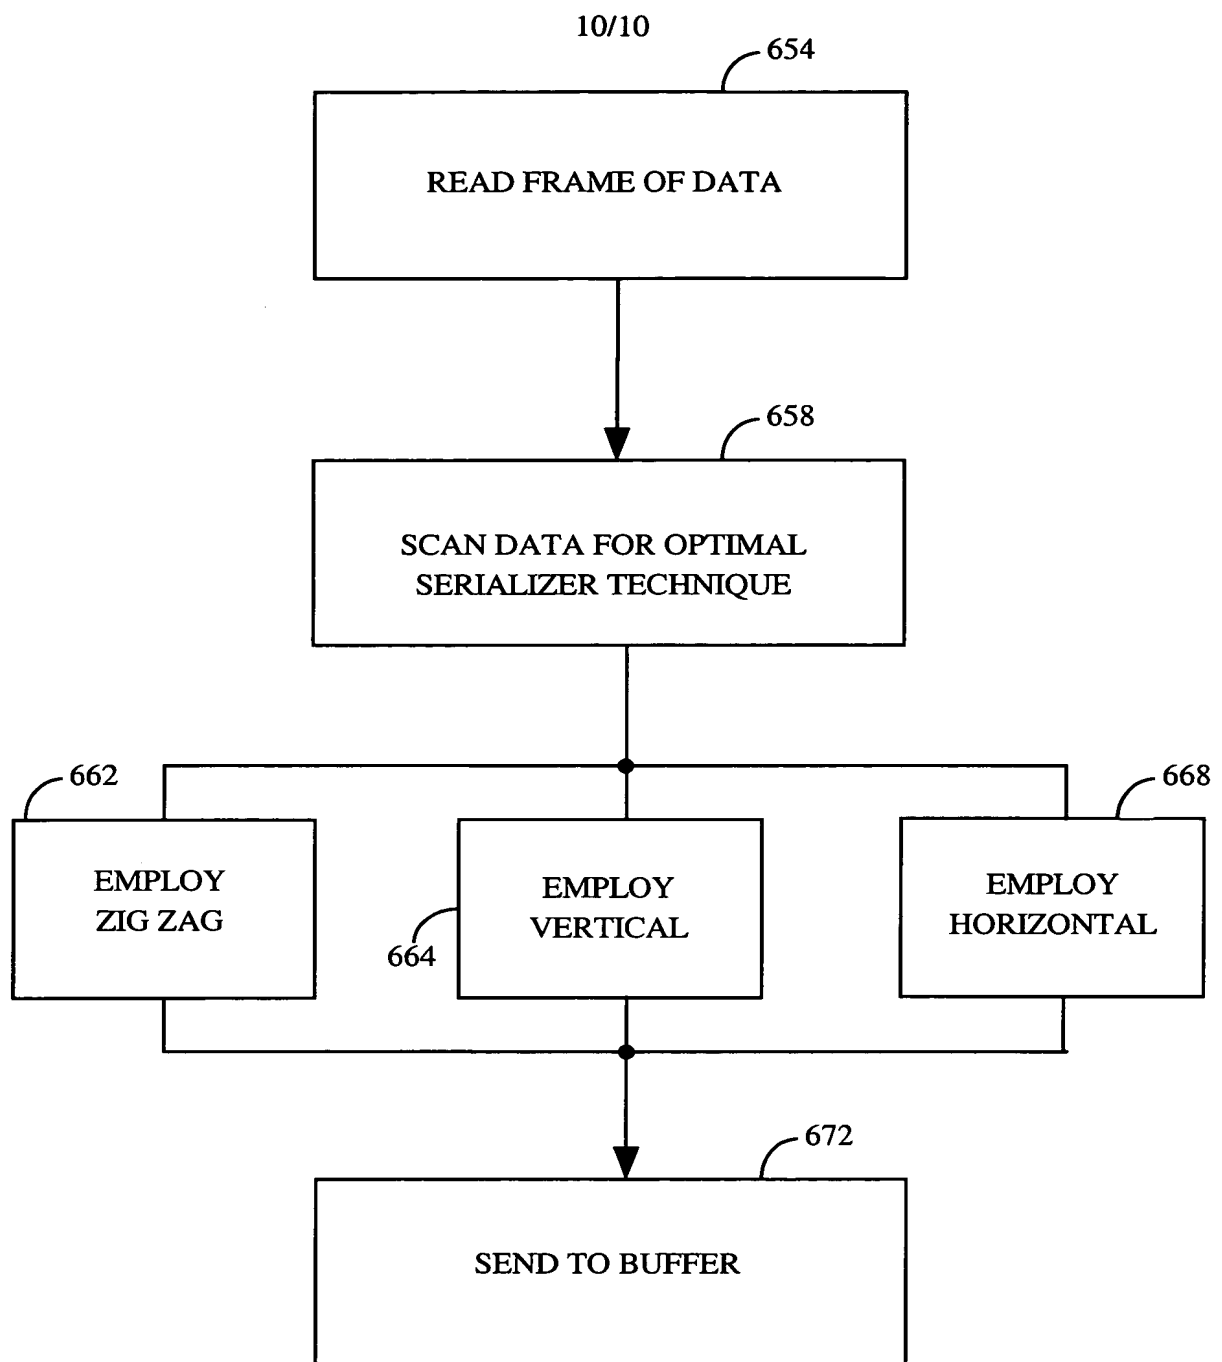 10/10
654
READ FRAME OF DATA
658
SCAN DATA FOR OPTIMAL
SERIALIZER TECHNIQUE
662
EMPLOY
ZIG ZAG
664
EMPLOY
VERTICAL
668
EMPLOY
HORIZONTAL
672
SEND TO BUFFER